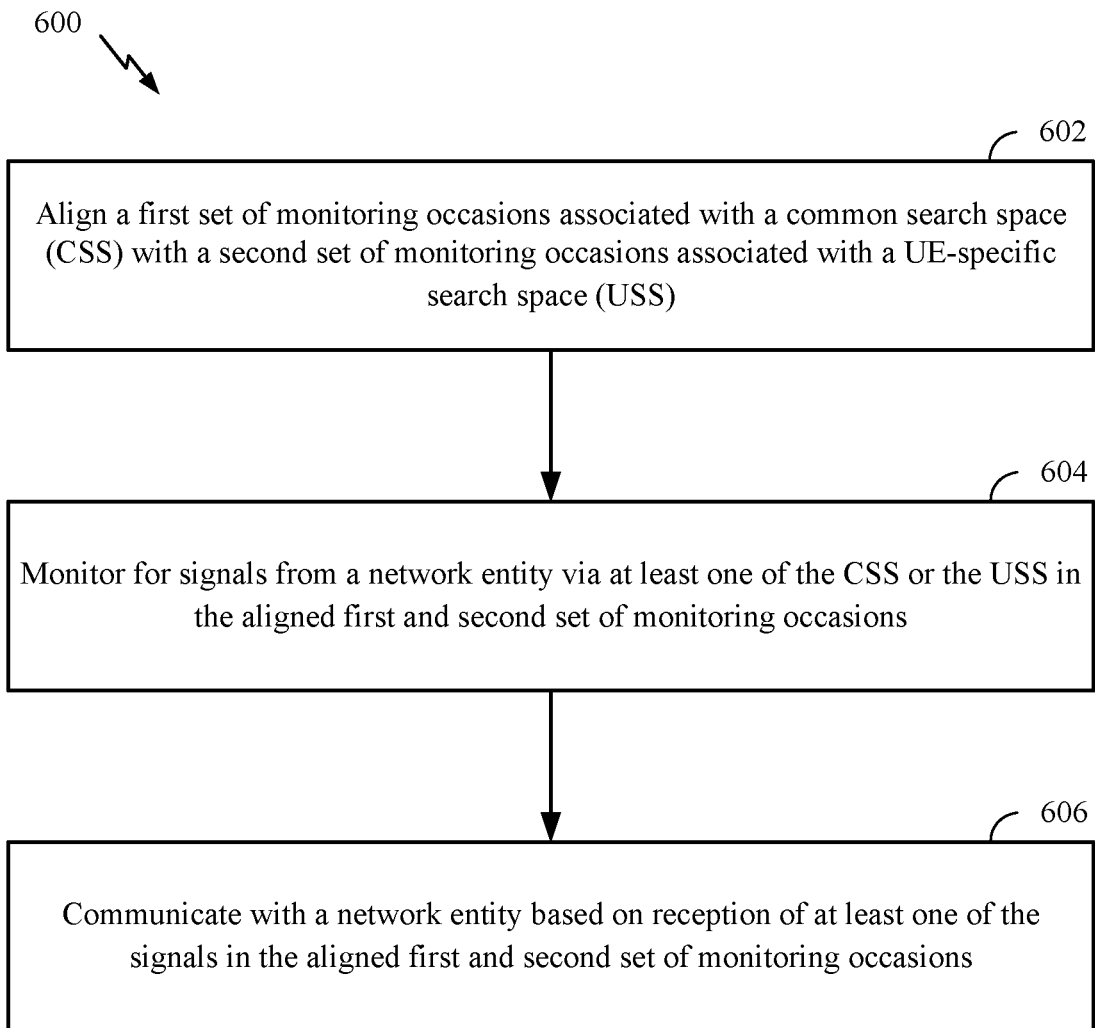 600
602
Align a first set of monitoring occasions associated with a common search space
(CSS) with a second set of monitoring occasions associated with a UE-specific
search space (USS)
604
Monitor for signals from a network entity via at least one of the CSS or the USS in
the aligned first and second set of monitoring occasions
606
Communicate with a network entity based on reception of at least one of the
signals in the aligned first and second set of monitoring occasions